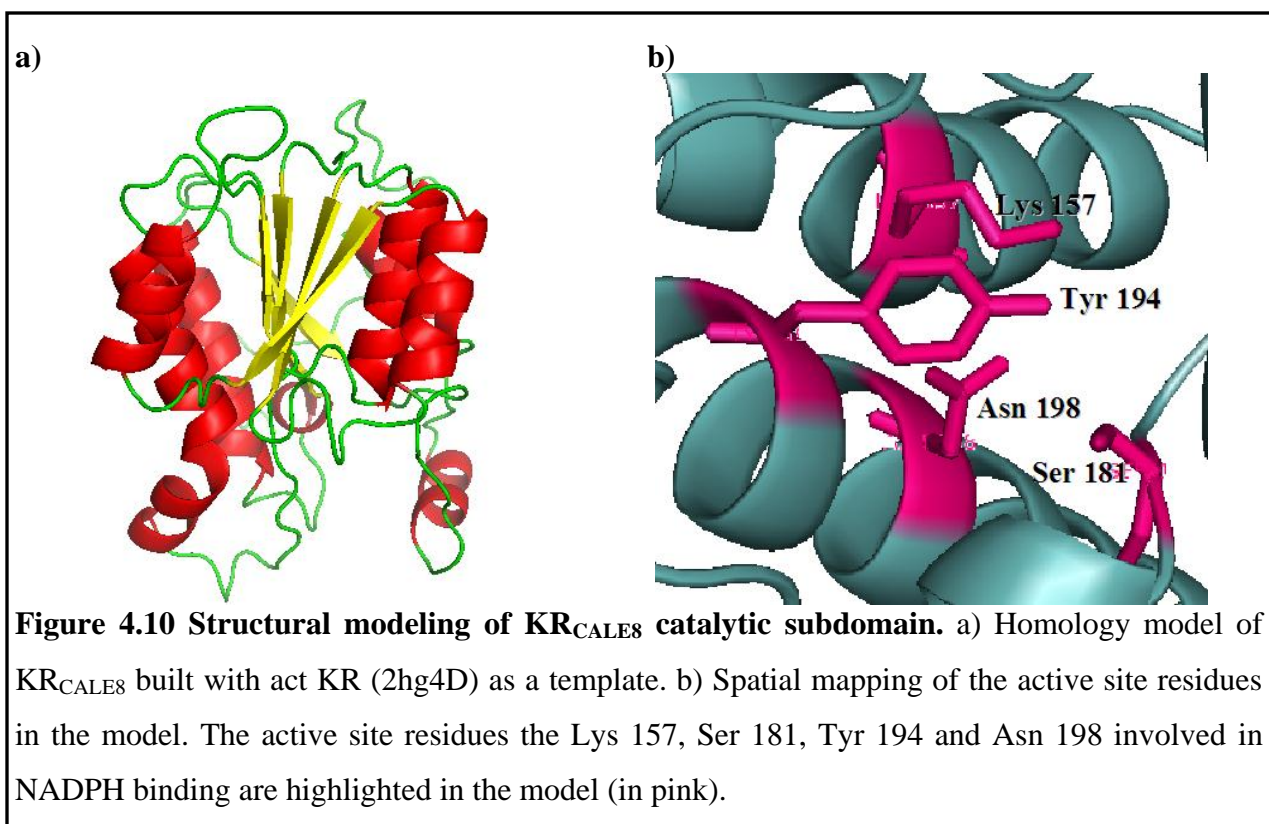 a) b)
Lys 157
Tyr 194
Asn 198
Ser 181
Figure 4.10 Structural modeling of KRCALE8 catalytic subdomain. a) Homology model of
KRCALE8 built with act KR (2hg4D) as a template. b) Spatial mapping of the active site residues
in the model. The active site residues the Lys 157, Ser 181, Tyr 194 and Asn 198 involved in
NADPH binding are highlighted in the model (in pink).